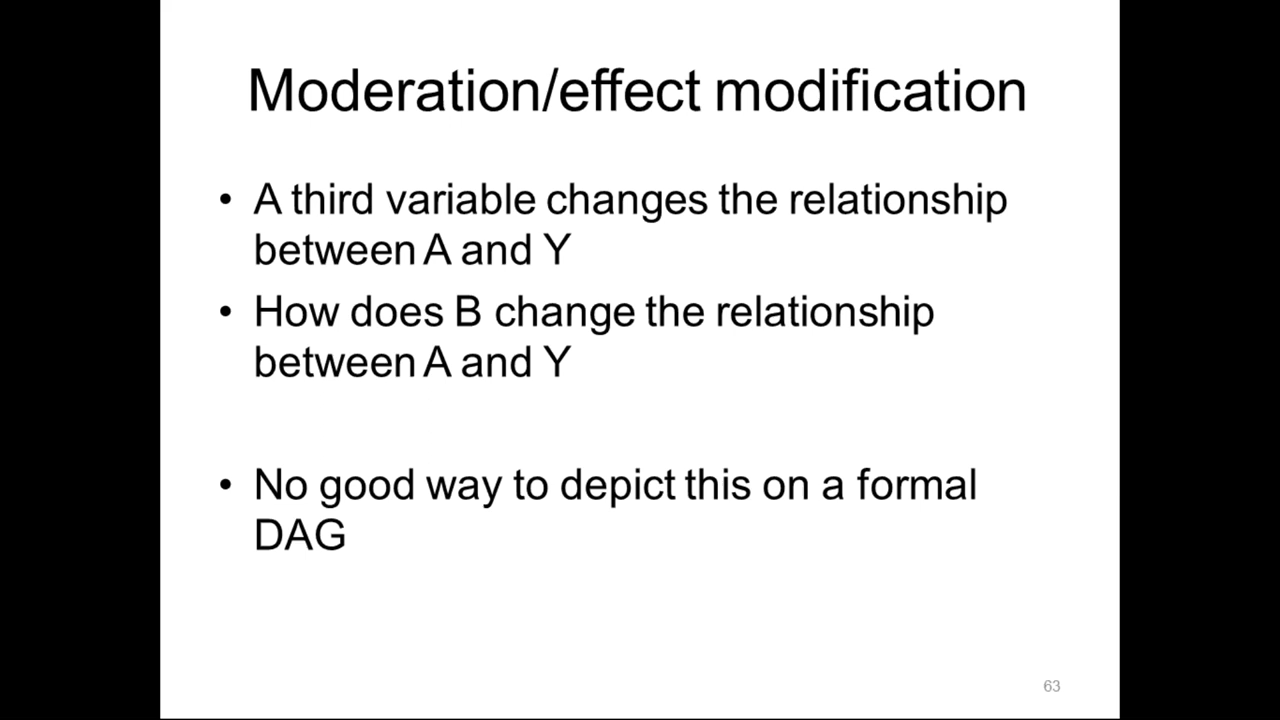 Moderation/effect modification
• A third variable changes the relationship
between A and Y
• How does B change the relationship
between A and Y
• No good way to depict this on a formal
DAG
63